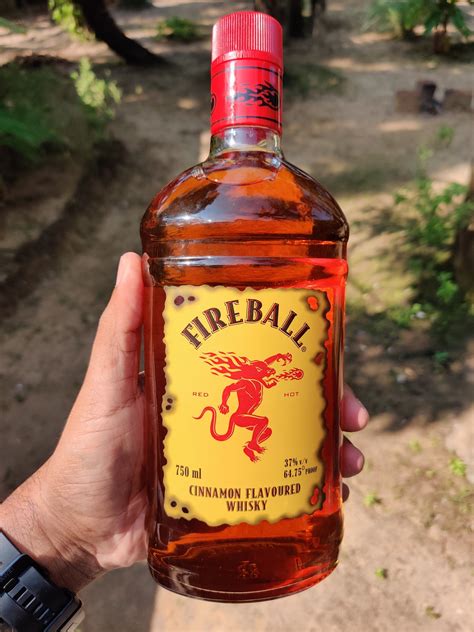 FIREBALL®
RED HOT
750 ml
37% v/v
64.75° PROOF
CINNAMON FLAVOURED
WHISKY